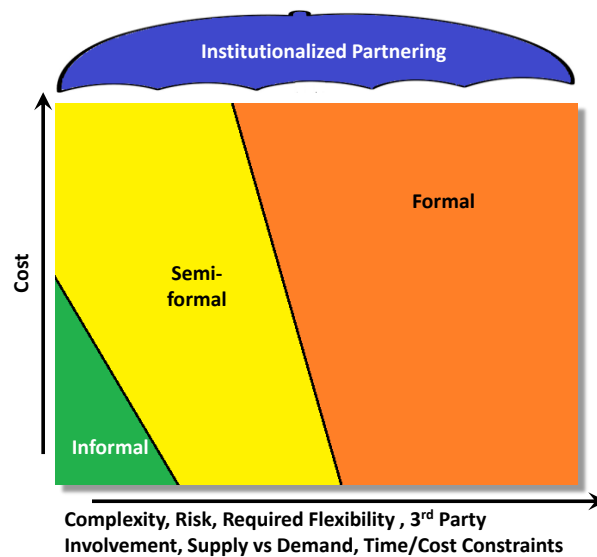 Institutionalized Partnering
Formal
Semi-
formal
Cost
Informal
Complexity, Risk, Required Flexibility , 3rd Party
Involvement, Supply vs Demand, Time/Cost Constraints